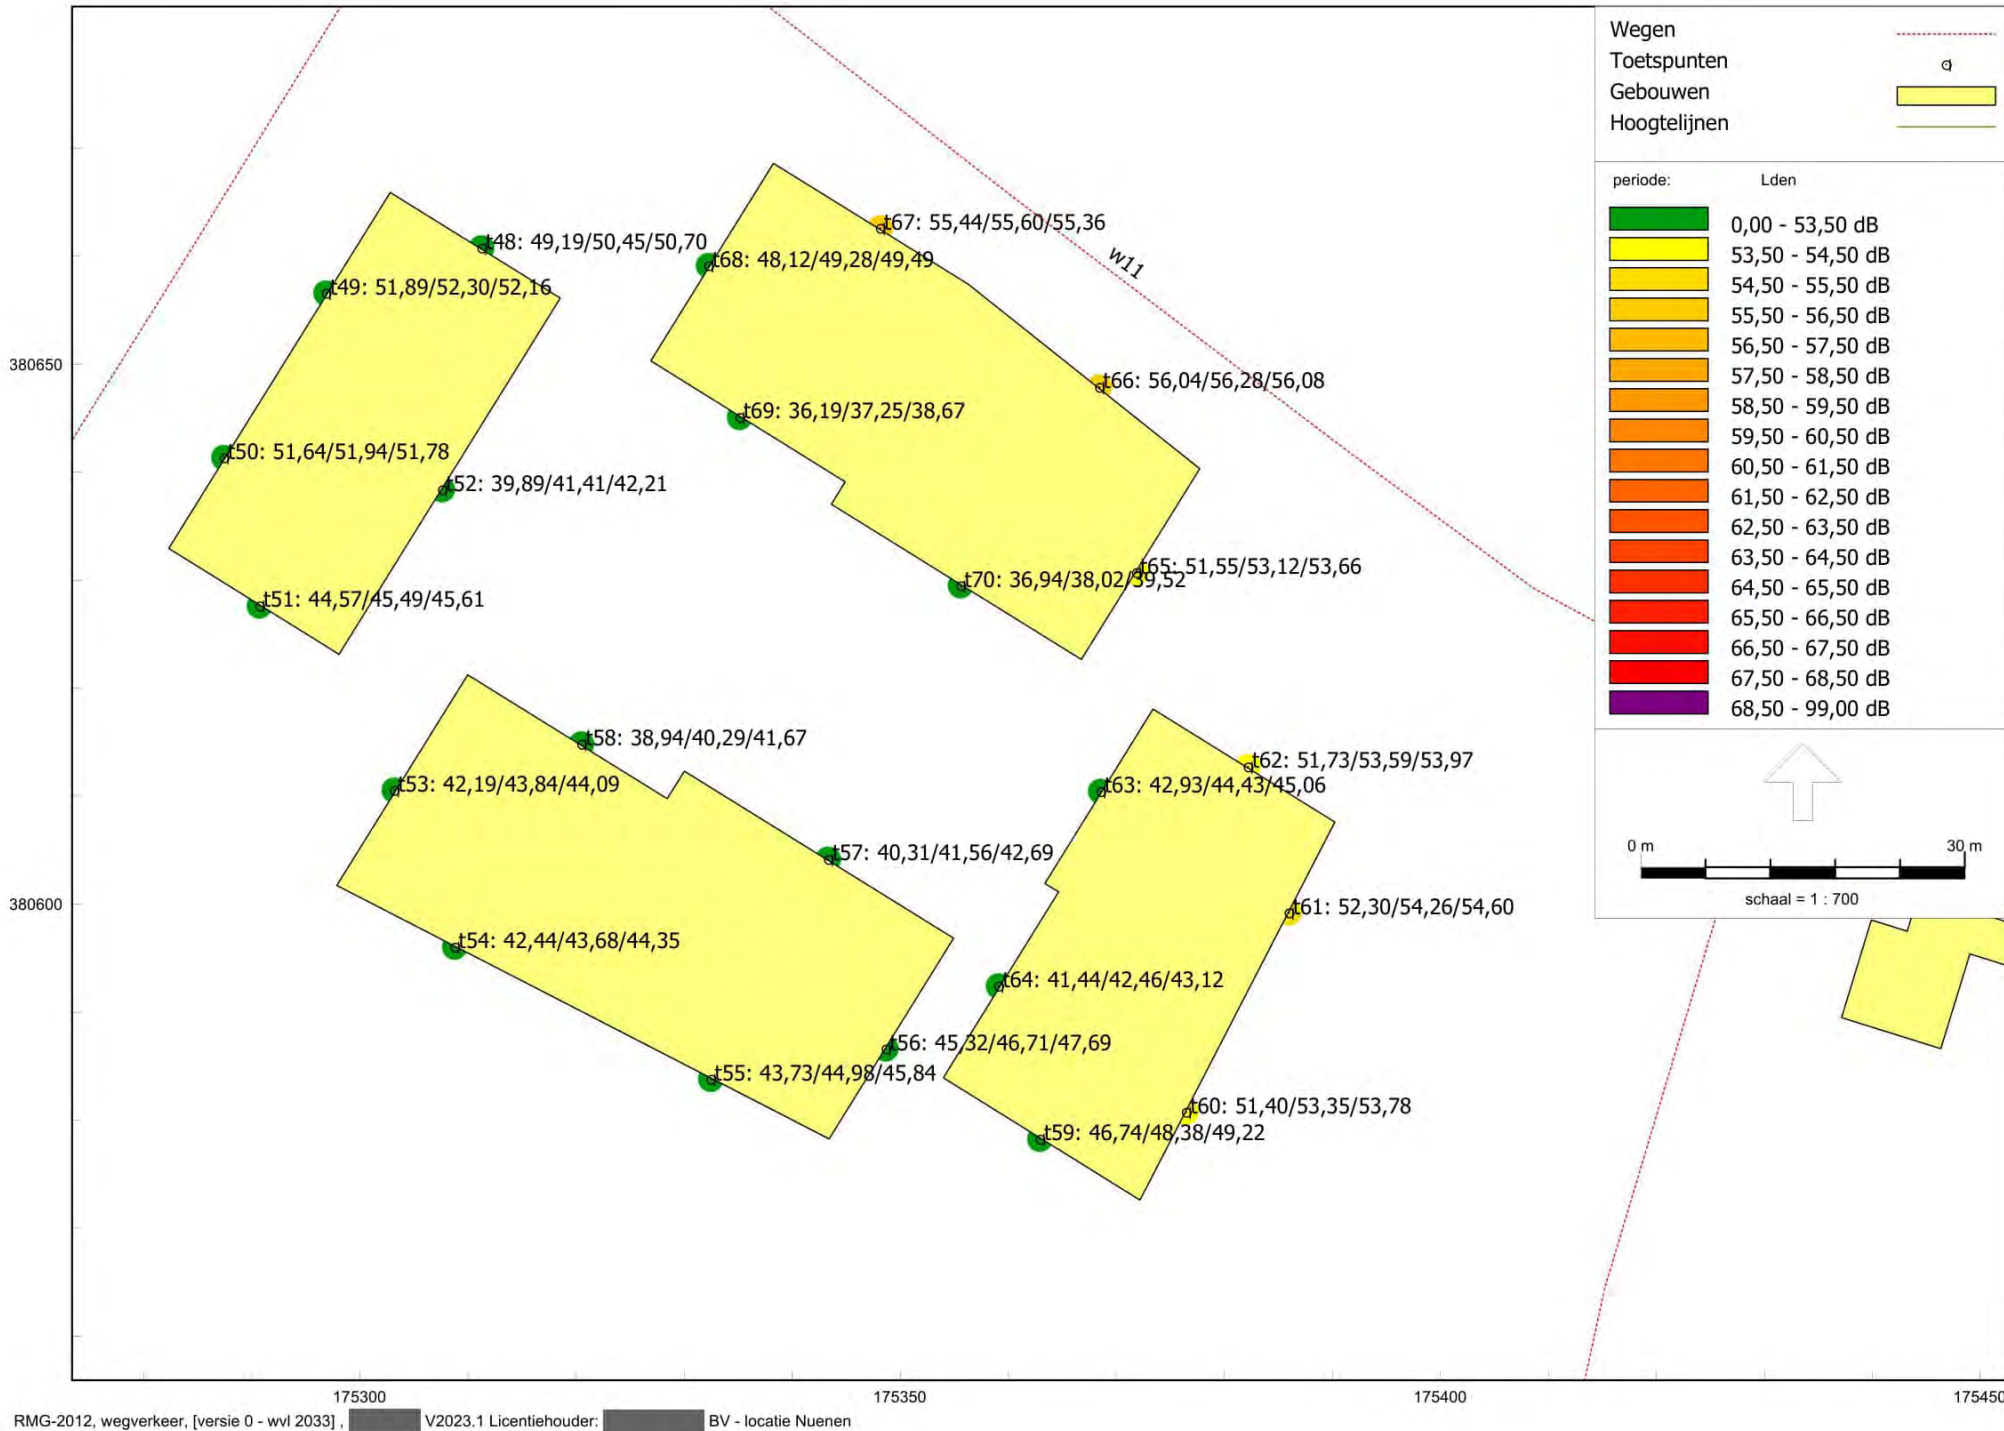 Wegen
Toetspunten
Gebouwen
Hoogtelijnen
periode: Lden
0,00 - 53,50 dB
53,50 - 54,50 dB
54,50 - 55,50 dB
55,50 - 56,50 dB
56,50 - 57,50 dB
57,50 - 58,50 dB
58,50 - 59,50 dB
59,50 - 60,50 dB
60,50 - 61,50 dB
61,50 - 62,50 dB
62,50 - 63,50 dB
63,50 - 64,50 dB
64,50 - 65,50 dB
65,50 - 66,50 dB
66,50 - 67,50 dB
67,50 - 68,50 dB
68,50 - 99,00 dB
0 m 30 m
schaal = 1 : 700
t67: 55,44/55,60/55,36
t48: 49,19/50,45/50,70
t68: 48,12/49,28/49,49
w11
t49: 51,89/52,30/52,16
380650
t66: 56,04/56,28/56,08
t69: 36,19/37,25/38,67
t50: 51,64/51,94/51,78
t52: 39,89/41,41/42,21
t65: 51,55/53,12/53,66
t70: 36,94/38,02/39,52
t51: 44,57/45,49/45,61
t58: 38,94/40,29/41,67
t62: 51,73/53,59/53,97
t53: 42,19/43,84/44,09
t63: 42,93/44,43/45,06
t57: 40,31/41,56/42,69
380600
t61: 52,30/54,26/54,60
t54: 42,44/43,68/44,35
t64: 41,44/42,46/43,12
t56: 45,32/46,71/47,69
t55: 43,73/44,98/45,84
t60: 51,40/53,35/53,78
t59: 46,74/48,38/49,22
175300 175350 175400 175450
RMG-2012, wegverkeer, [versie 0 - wvl 2033] , V2023.1 Licentiehouder: BV - locatie Nuenen